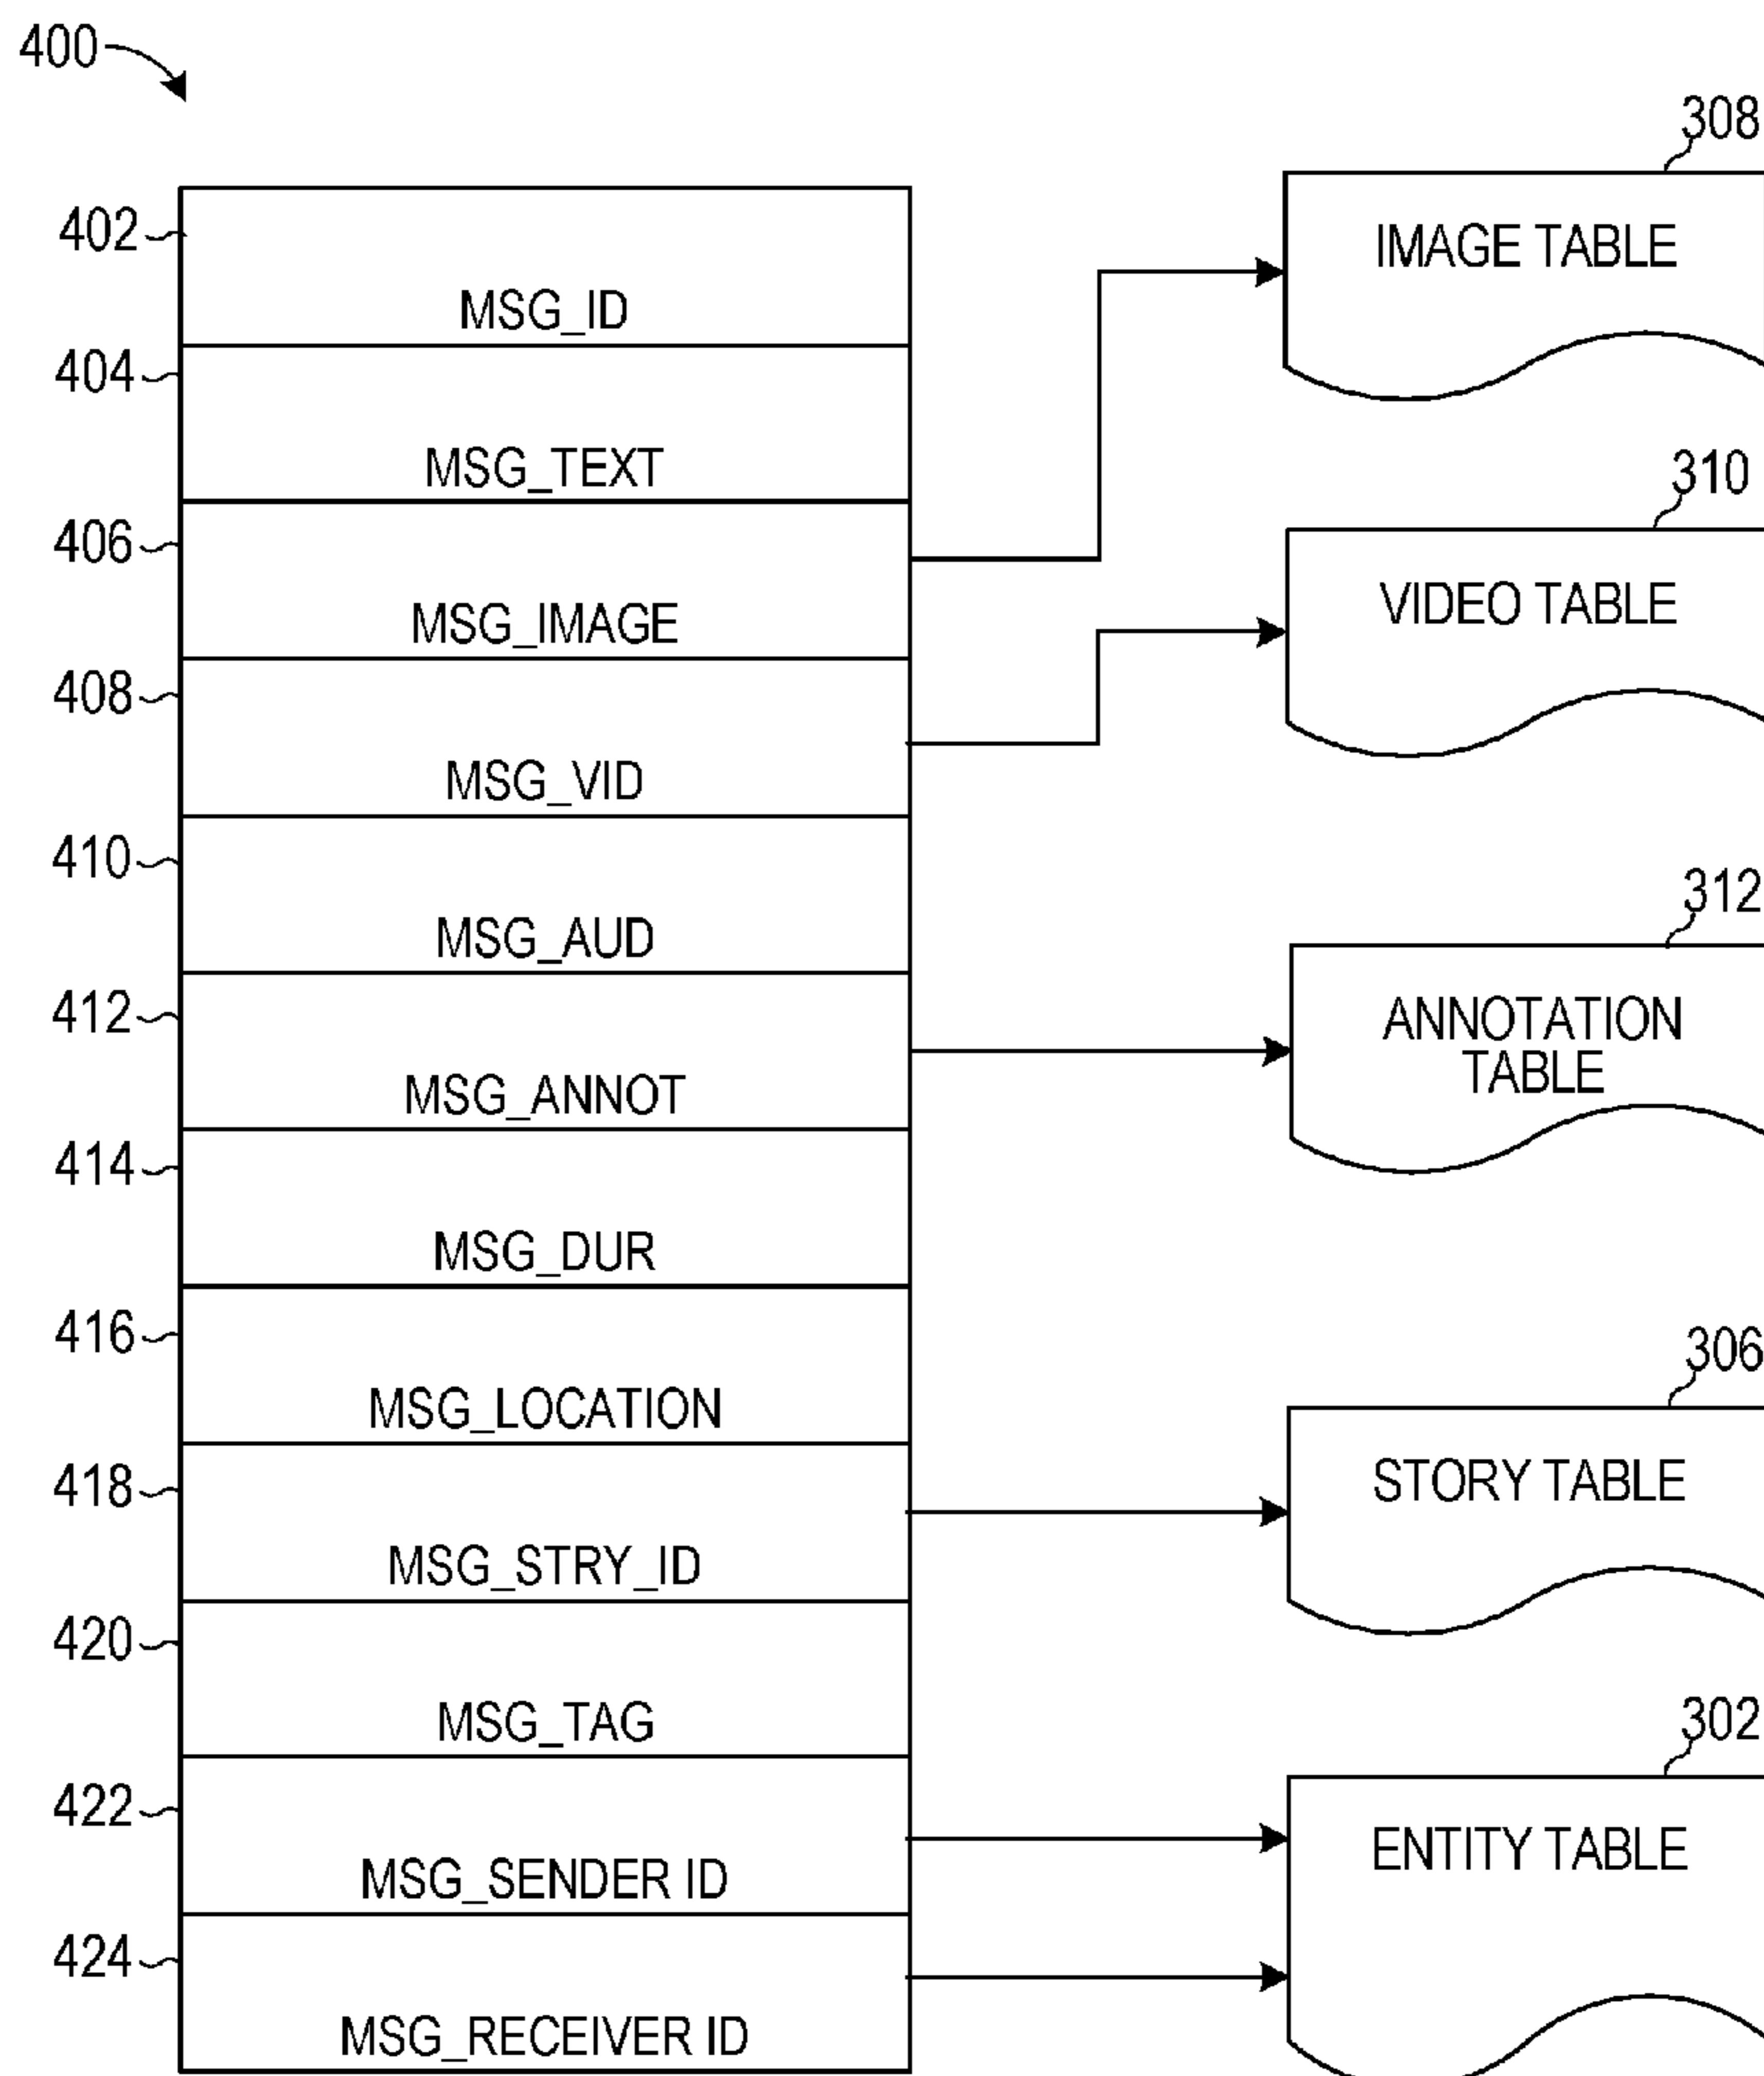 400
308
402
IMAGE TABLE
MSG_ID
404
MSG_TEXT
310
406
VIDEO TABLE
MSG_IMAGE
408
MSG_VID
410
312
MSG_AUD
412
ANNOTATION
TABLE
MSG_ANNOT
414
MSG_DUR
416
306
MSG_LOCATION
418
STORY TABLE
MSG_STRY_ID
420
MSG_TAG
302
422
ENTITY TABLE
MSG_SENDER ID
424
MSG_RECEIVER ID